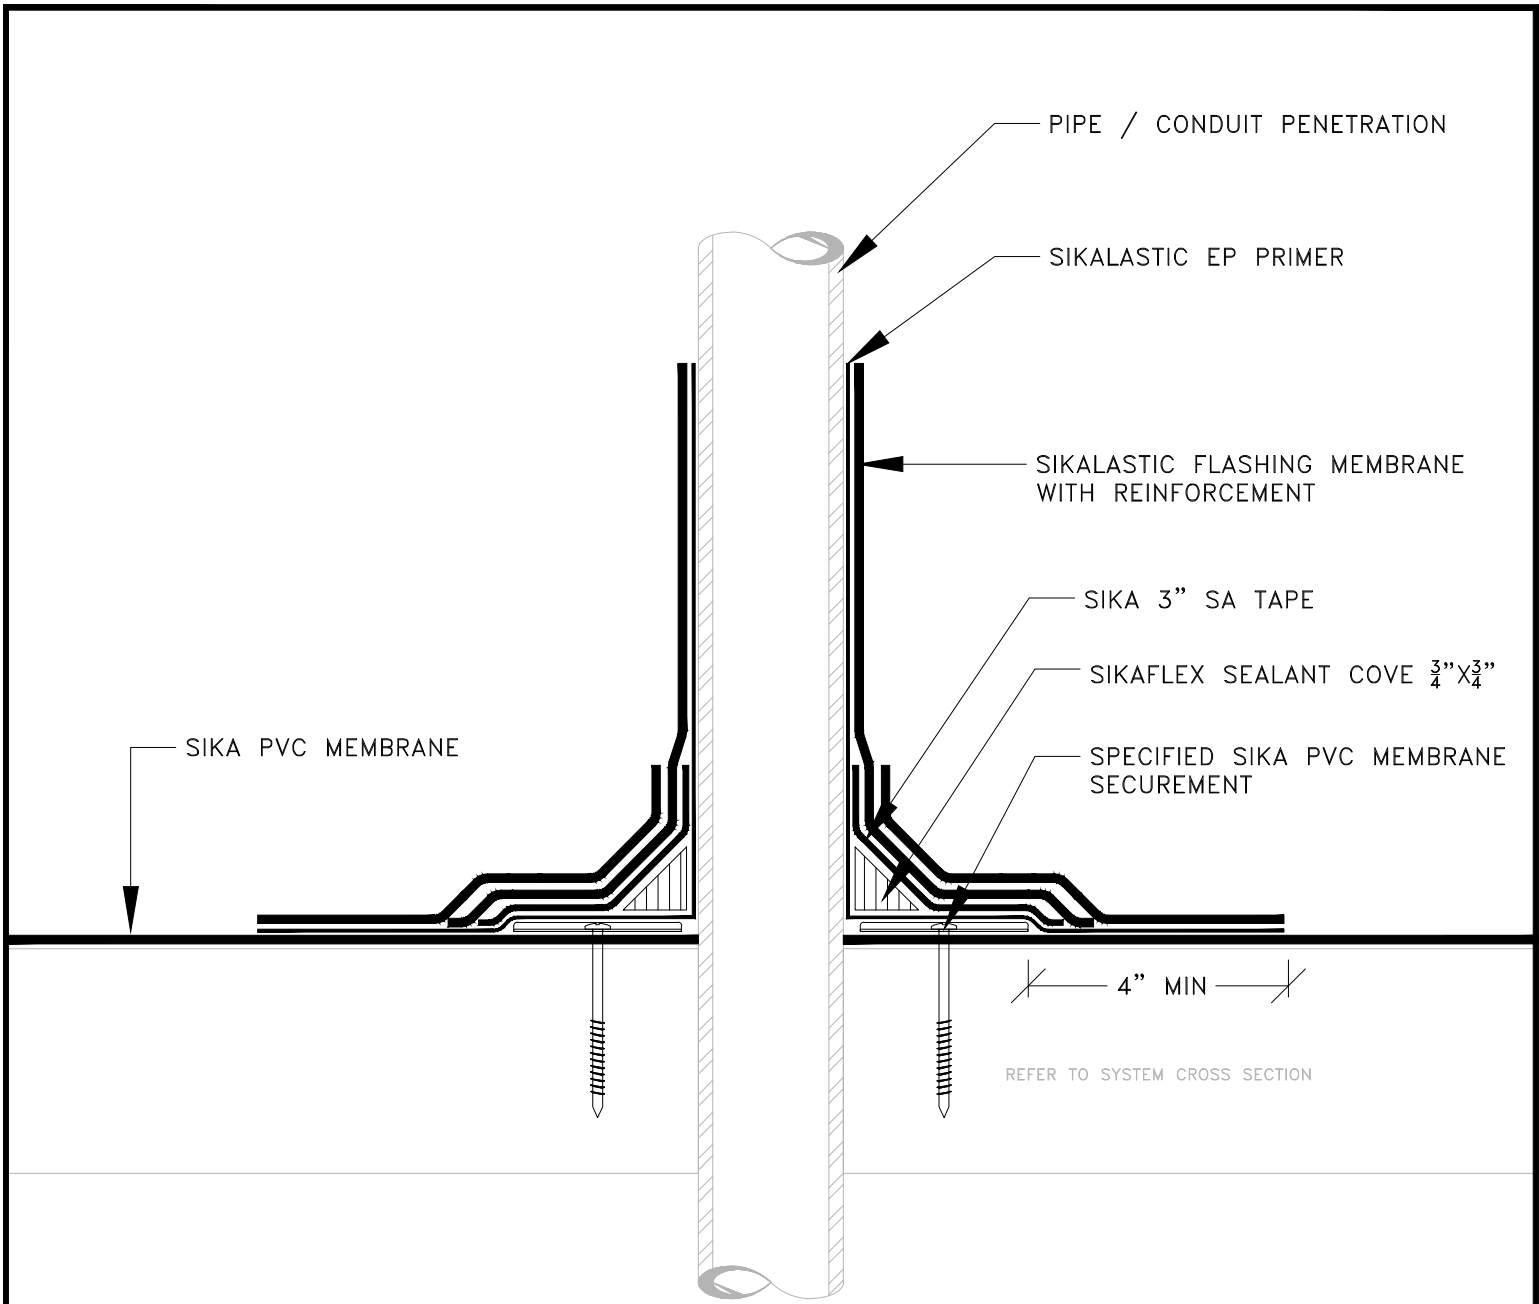 PIPE / CONDUIT PENETRATION
SIKALASTIC EP PRIMER
SIKALASTIC FLASHING MEMBRANE
WITH REINFORCEMENT
SIKA 3" SA TAPE
SIKAFLEX SEALANT COVE 3/4"X3/4"
SIKA PVC MEMBRANE
SPECIFIED SIKA PVC MEMBRANE
SECUREMENT
4" MIN
REFER TO SYSTEM CROSS SECTION